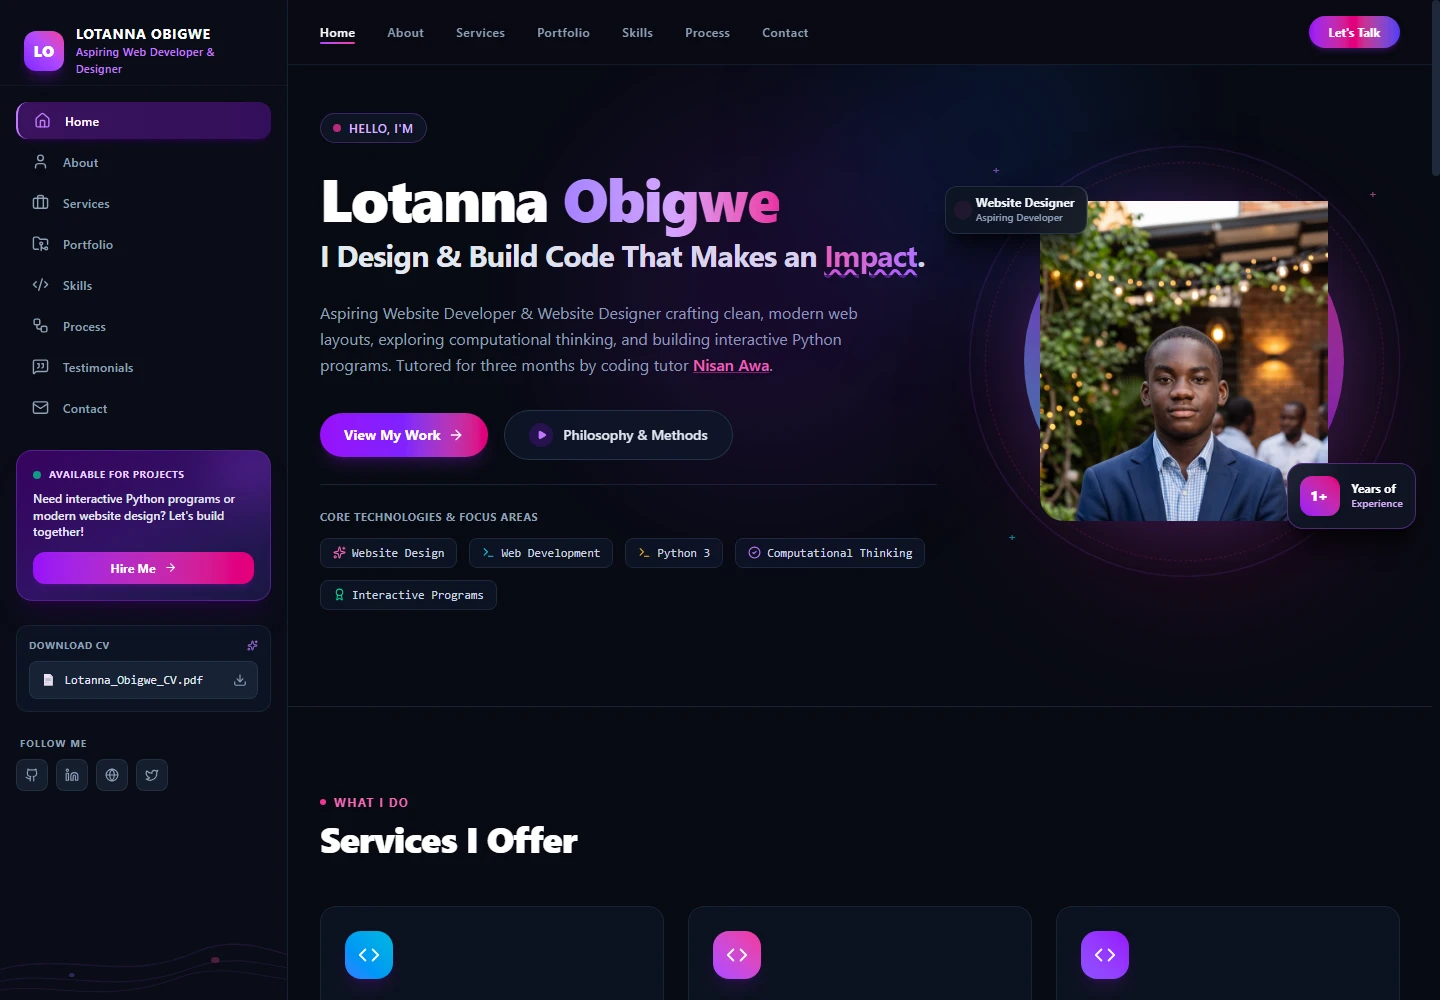 LO
LOTANNA OBIGWE
Aspiring Web Developer &
Designer
Home
About
Services
Portfolio
Skills
Process
Testimonials
Contact
AVAILABLE FOR PROJECTS
Need interactive Python programs or
modern website design? Let's build
together!
Hire Me
DOWNLOAD CV
Lotanna_Obigwe_CV.pdf
FOLLOW ME
Home About Services Portfolio Skills Process Contact
Let's Talk
HELLO, I'M
Lotanna Obigwe
I Design & Build Code That Makes an Impact.
Aspiring Website Developer & Website Designer crafting clean, modern web
layouts, exploring computational thinking, and building interactive Python
programs. Tutored for three months by coding tutor Nisan Awa.
View My Work
Philosophy & Methods
CORE TECHNOLOGIES & FOCUS AREAS
Website Design
Web Development
Python 3
Computational Thinking
Interactive Programs
Website Designer
Aspiring Developer
1+
Years of
Experience
WHAT I DO
Services I Offer